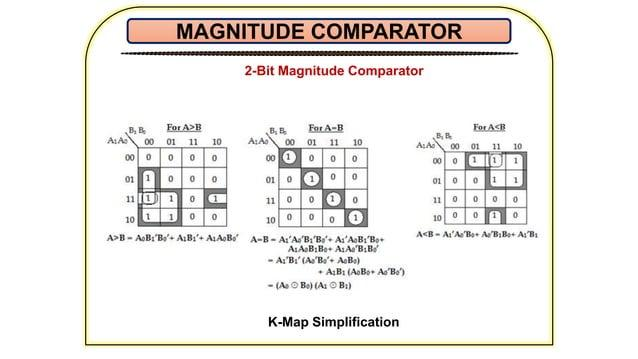 MAGNITUDE COMPARATOR
2-Bit Magnitude Comparator
For A>B
B₁ B₀
A₁A₀ 00 01 11 10
00 0 0 0 0
01 1 0 0 0
11 1 1 0 1
10 1 1 0 0
A>B = A₀B₁′B₀′+ A₁B₁′+ A₁A₀B₀′
For A=B
B₁ B₀
A₁A₀ 00 01 11 10
00 1 0 0 0
01 0 1 0 0
11 0 0 1 0
10 0 0 0 1
A=B = A₁′A₀′B₁′B₀′+ A₁′A₀B₁′B₀+
A₁A₀B₁B₀+ A₁A₀′B₁B₀′
= A₁′B₁′ (A₀′B₀′+ A₀B₀)
+ A₁B₁ (A₀B₀+ A₀′B₀′)
= (A₀ ⊙ B₀) (A₁ ⊙ B₁)
For A<B
B₁ B₀
A₁A₀ 00 01 11 10
00 0 1 1 1
01 0 0 1 1
11 0 0 0 0
10 0 0 1 0
A<B = A₁′A₀′B₀+ A₀′B₁B₀+ A₁′B₁
K-Map Simplification